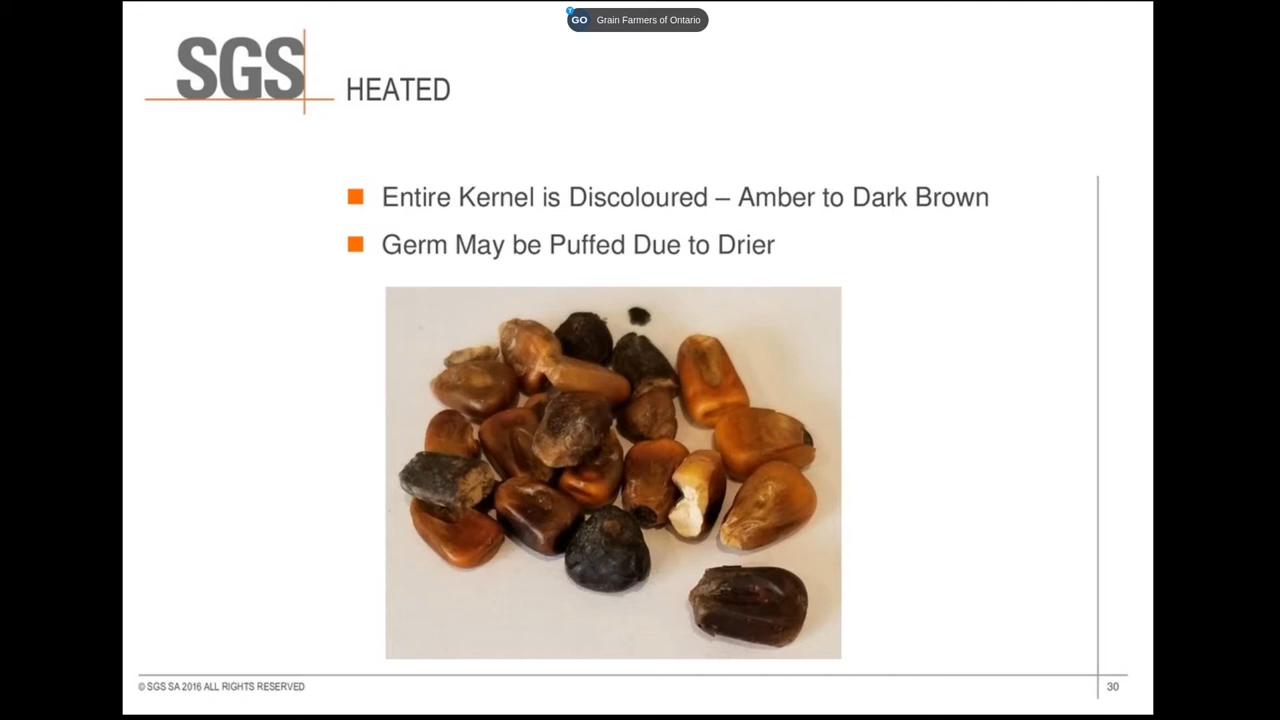 GO Grain Farmers of Ontario
SGS
HEATED
Entire Kernel is Discoloured – Amber to Dark Brown
Germ May be Puffed Due to Drier
© SGS SA 2016 ALL RIGHTS RESERVED
30